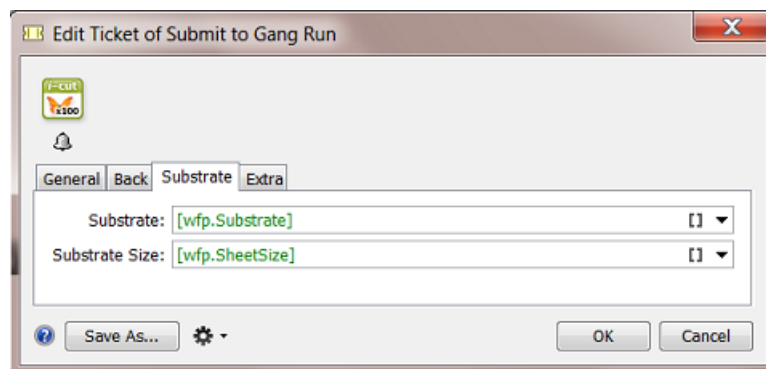 Edit Ticket of Submit to Gang Run
i-cut
x100
General Back Substrate Extra
Substrate: [wfp.Substrate] []
Substrate Size: [wfp.SheetSize] []
Save As... OK Cancel